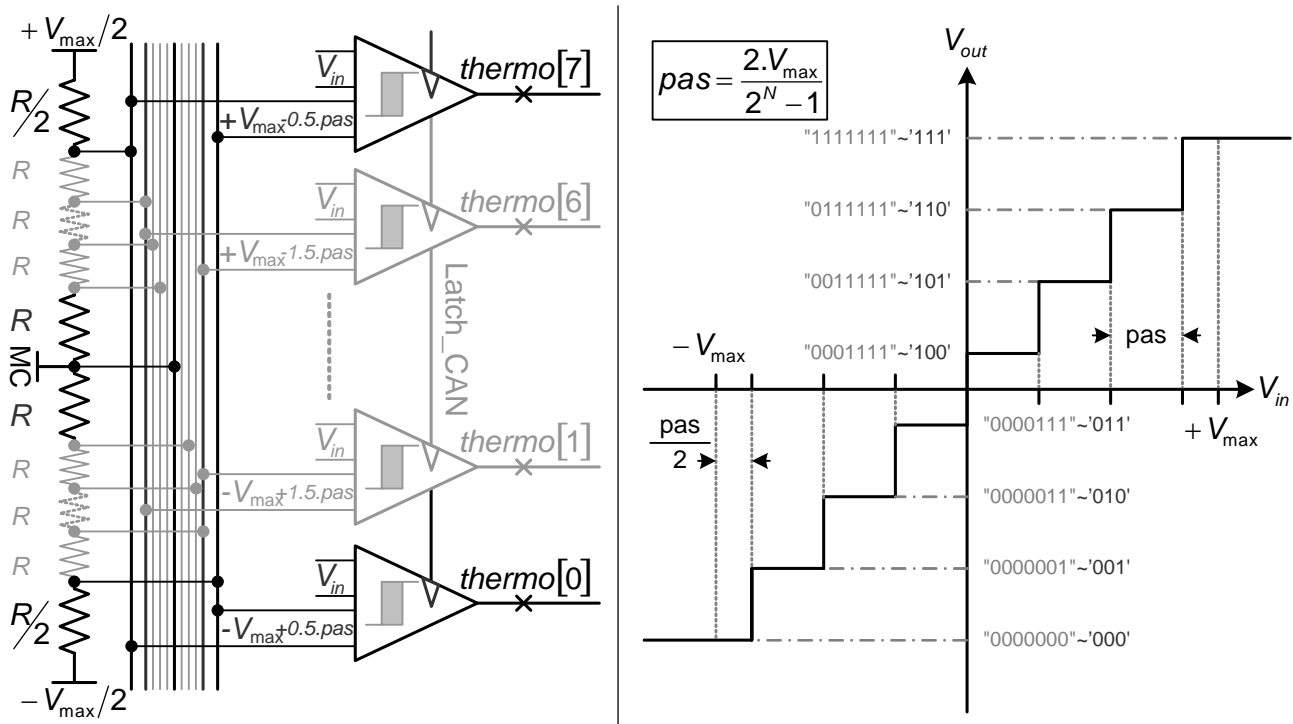 + Vmax/2
R/2
R
R
R
R
MC
R
R
R
R
R/2
− Vmax/2
Vin
+Vmax-0.5.pas
thermo[7]
Vin
+Vmax-1.5.pas
thermo[6]
Latch_CAN
Vin
-Vmax+1.5.pas
thermo[1]
Vin
-Vmax+0.5.pas
thermo[0]
pas = 2.Vmax / 2^N − 1
Vout
"1111111"~'111'
"0111111"~'110'
"0011111"~'101'
"0001111"~'100'
pas
− Vmax
Vin
+ Vmax
pas/2
"0000111"~'011'
"0000011"~'010'
"0000001"~'001'
"0000000"~'000'